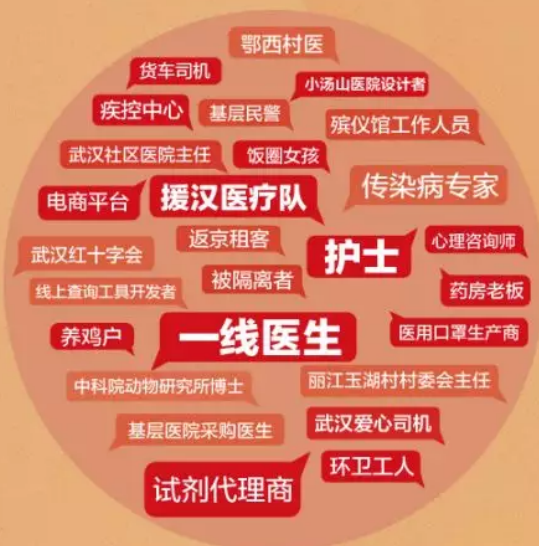 鄂西村医
货车司机
小汤山医院设计者
疾控中心
基层民警
殡仪馆工作人员
武汉社区医院主任
饭圈女孩
传染病专家
电商平台
援汉医疗队
返京租客
护士
心理咨询师
武汉红十字会
被隔离者
药房老板
线上查询工具开发者
养鸡户
一线医生
医用口罩生产商
中科院动物研究所博士
丽江玉湖村村委会主任
基层医院采购医生
武汉爱心司机
试剂代理商
环卫工人